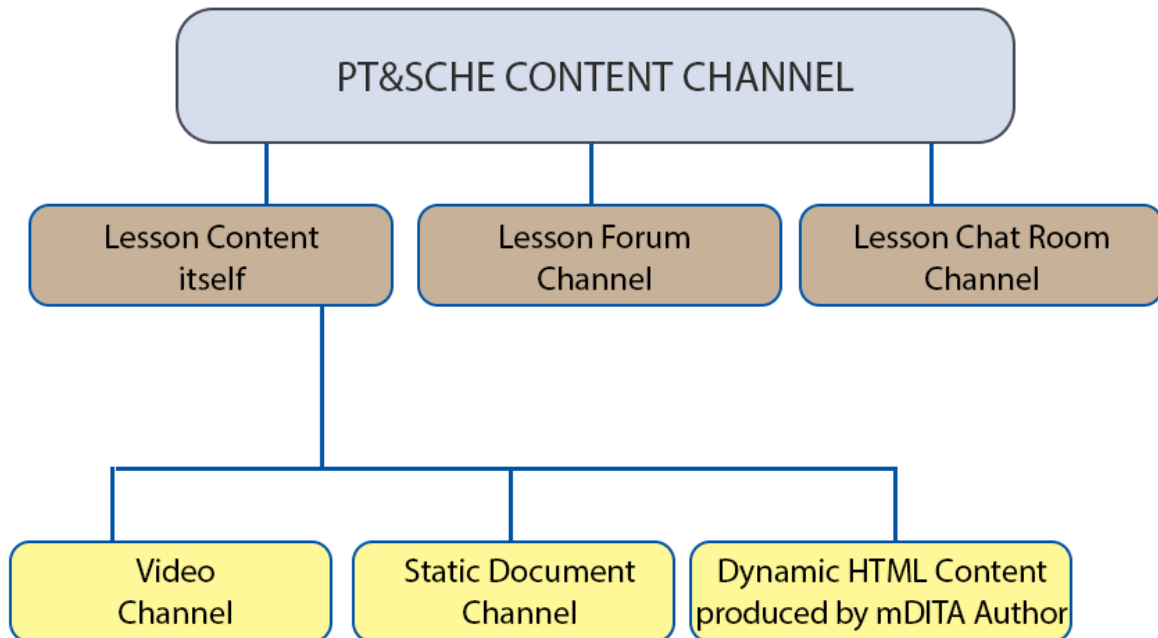 PT&SCHE CONTENT CHANNEL
Lesson Content
itself
Lesson Forum
Channel
Lesson Chat Room
Channel
Video
Channel
Static Document
Channel
Dynamic HTML Content
produced by mDITA Author